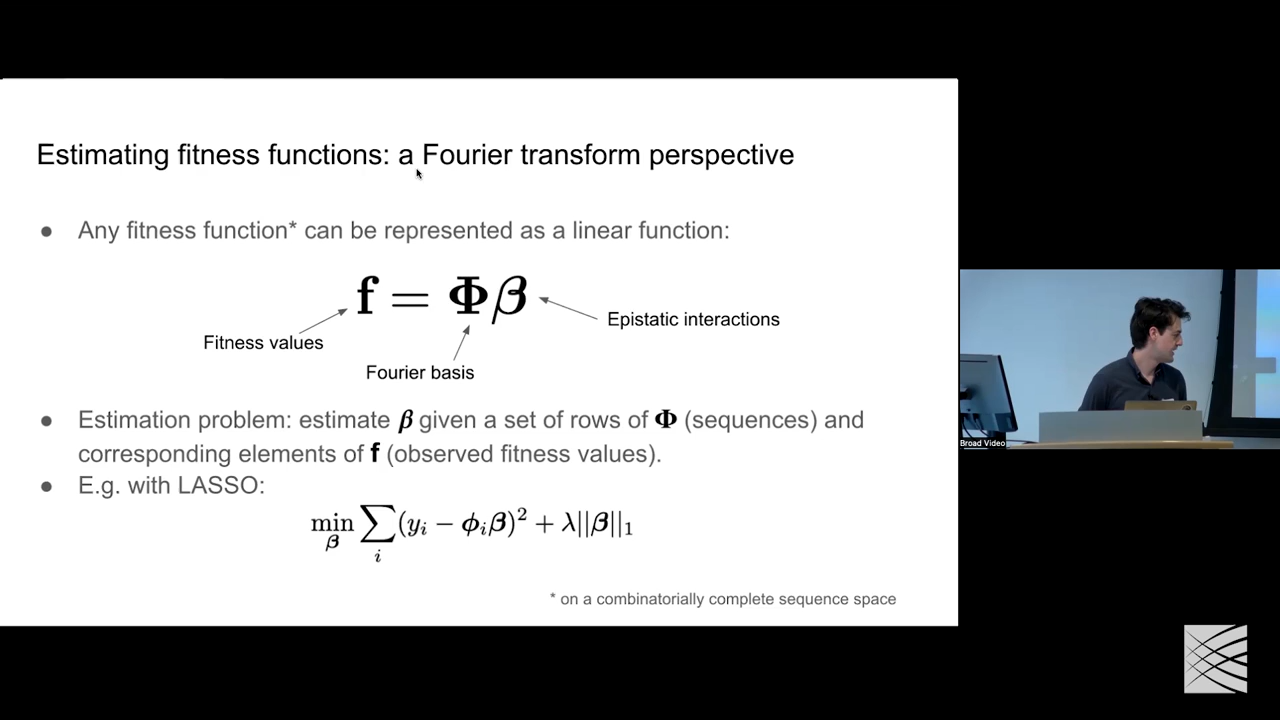 Estimating fitness functions: a Fourier transform perspective
● Any fitness function* can be represented as a linear function:
f = Φβ
Fitness values
Epistatic interactions
Fourier basis
● Estimation problem: estimate β given a set of rows of Φ (sequences) and
corresponding elements of f (observed fitness values).
● E.g. with LASSO:
min_β ∑_i (y_i − ϕ_iβ)² + λ||β||₁
* on a combinatorially complete sequence space
Broad Video